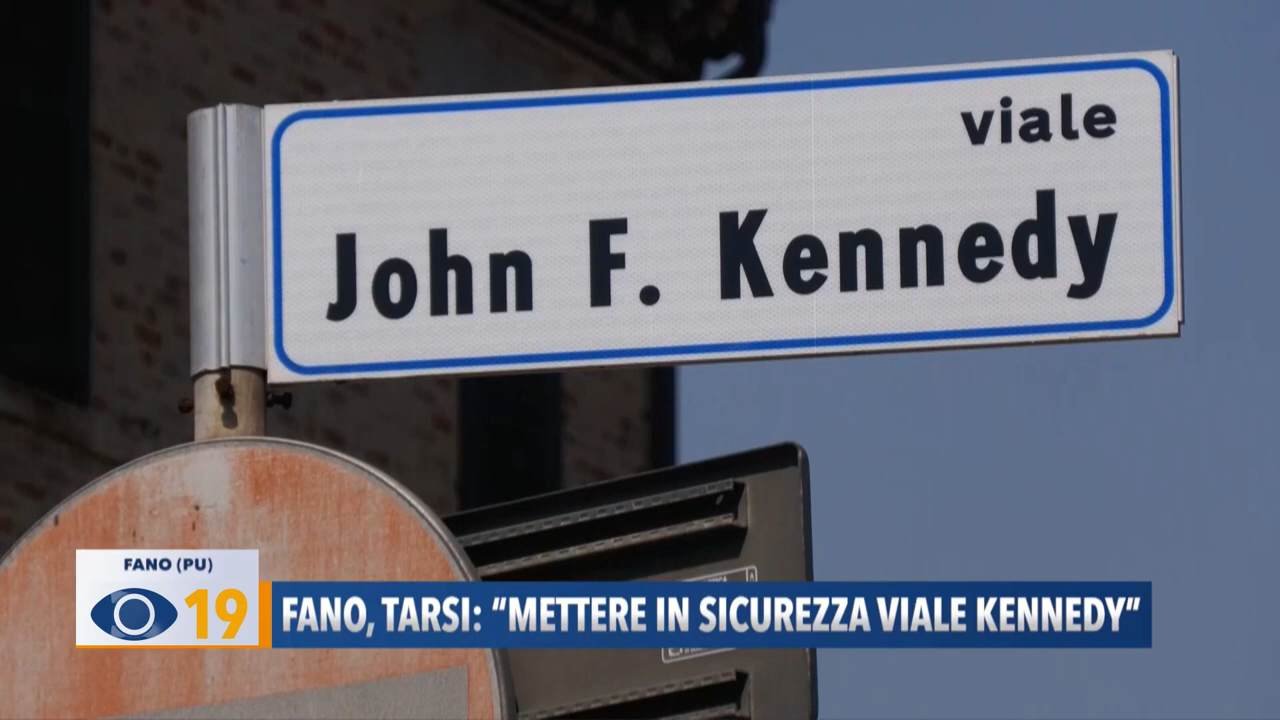 viale
John F. Kennedy
FANO (PU)
19
FANO, TARSI: “METTERE IN SICUREZZA VIALE KENNEDY”